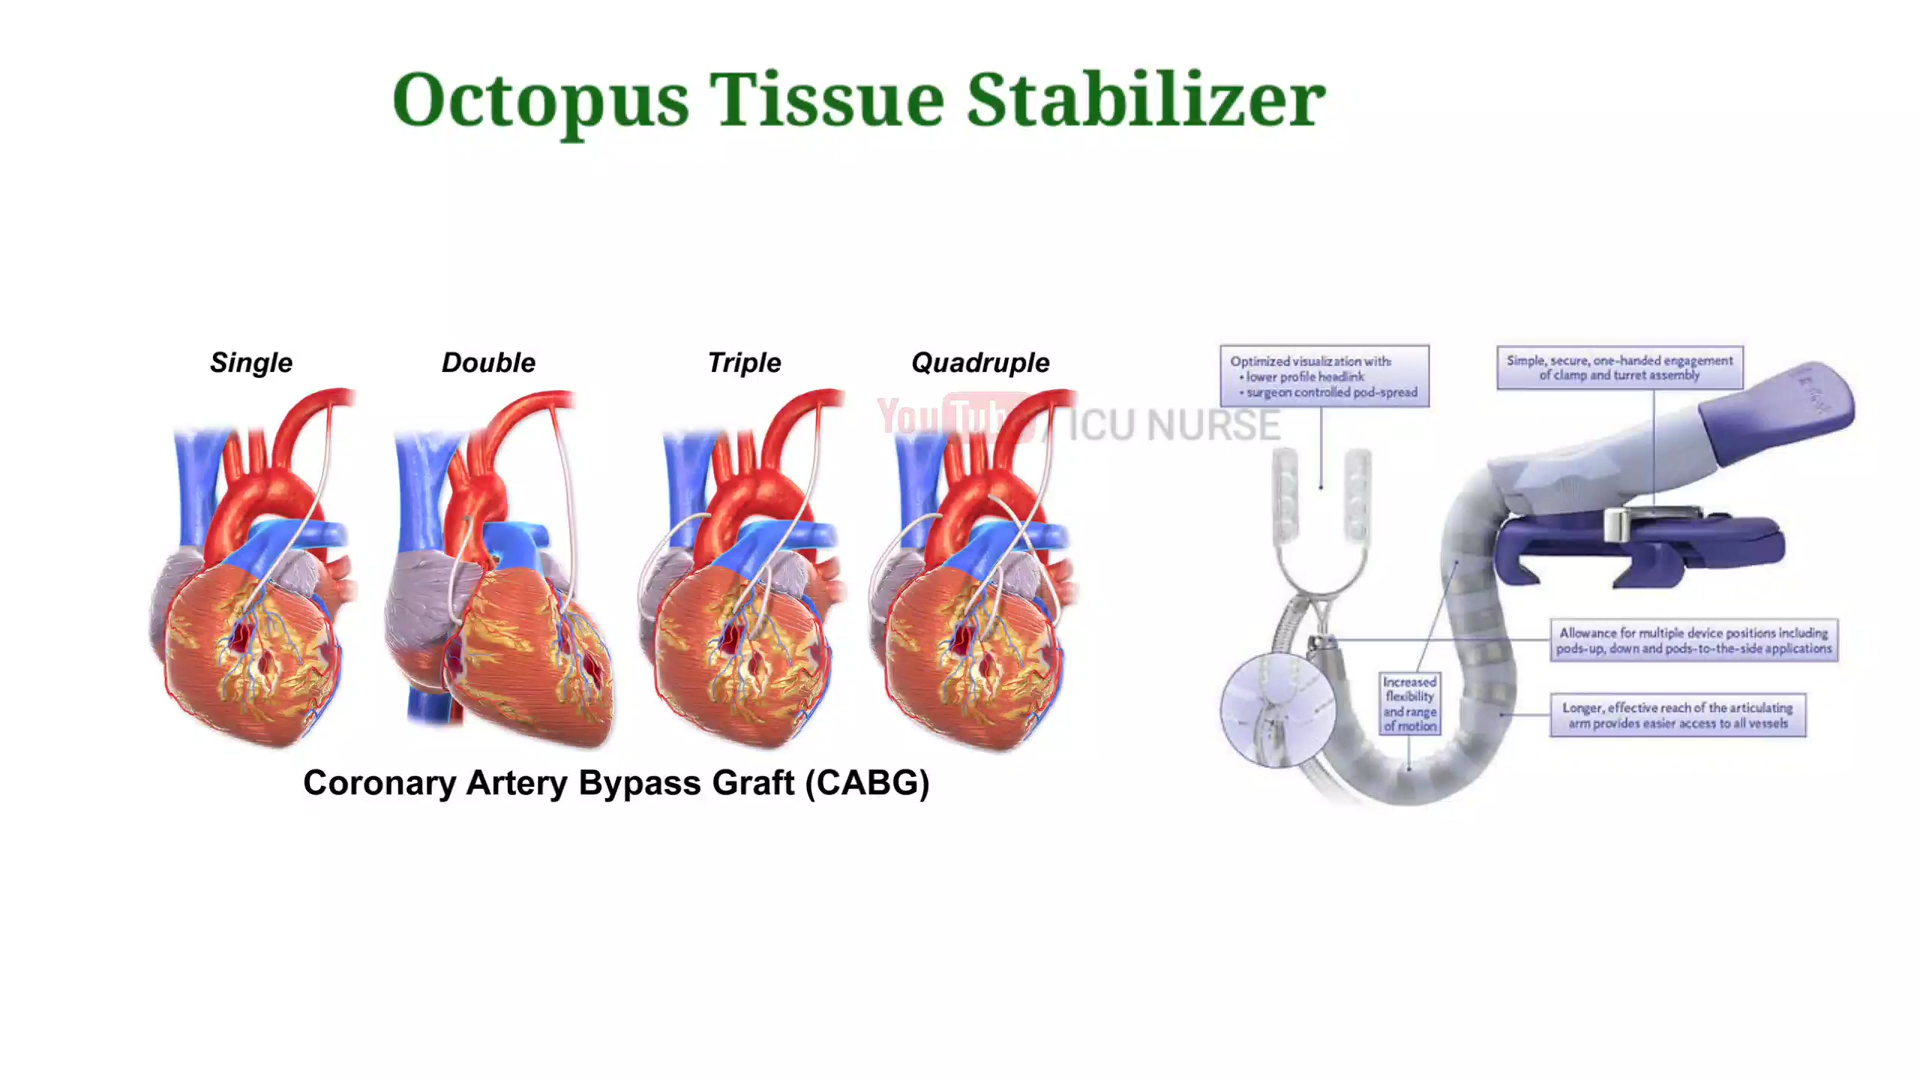 Octopus Tissue Stabilizer
Single
Double
Triple
Quadruple
Coronary Artery Bypass Graft (CABG)
YouTube / ICU NURSE
Optimized visualization with:
• lower profile headlink
• surgeon controlled pod-spread
Simple, secure, one-handed engagement
of clamp and turret assembly
Allowance for multiple device positions including
pods-up, down and pods-to-the-side applications
Increased
flexibility
and range
of motion
Longer, effective reach of the articulating
arm provides easier access to all vessels